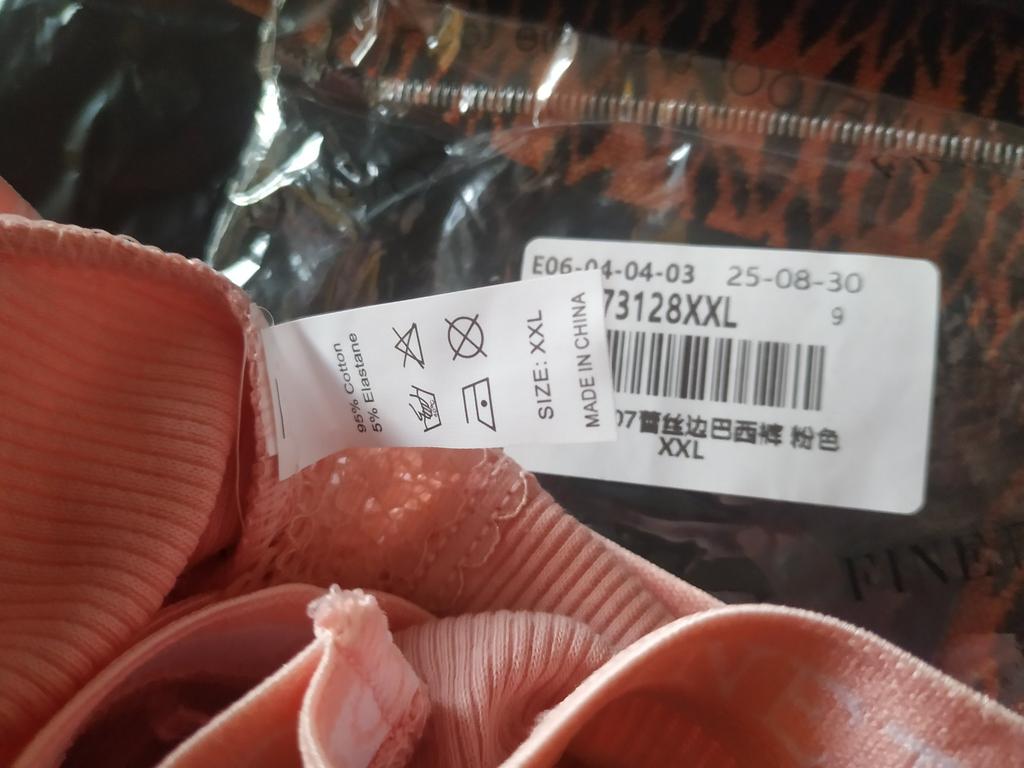 95% Cotton
5% Elastane
SIZE: XXL
MADE IN CHINA
E06-04-04-03 25-08-30
73128XXL 9
07蕾丝边巴西裤 粉色
XXL